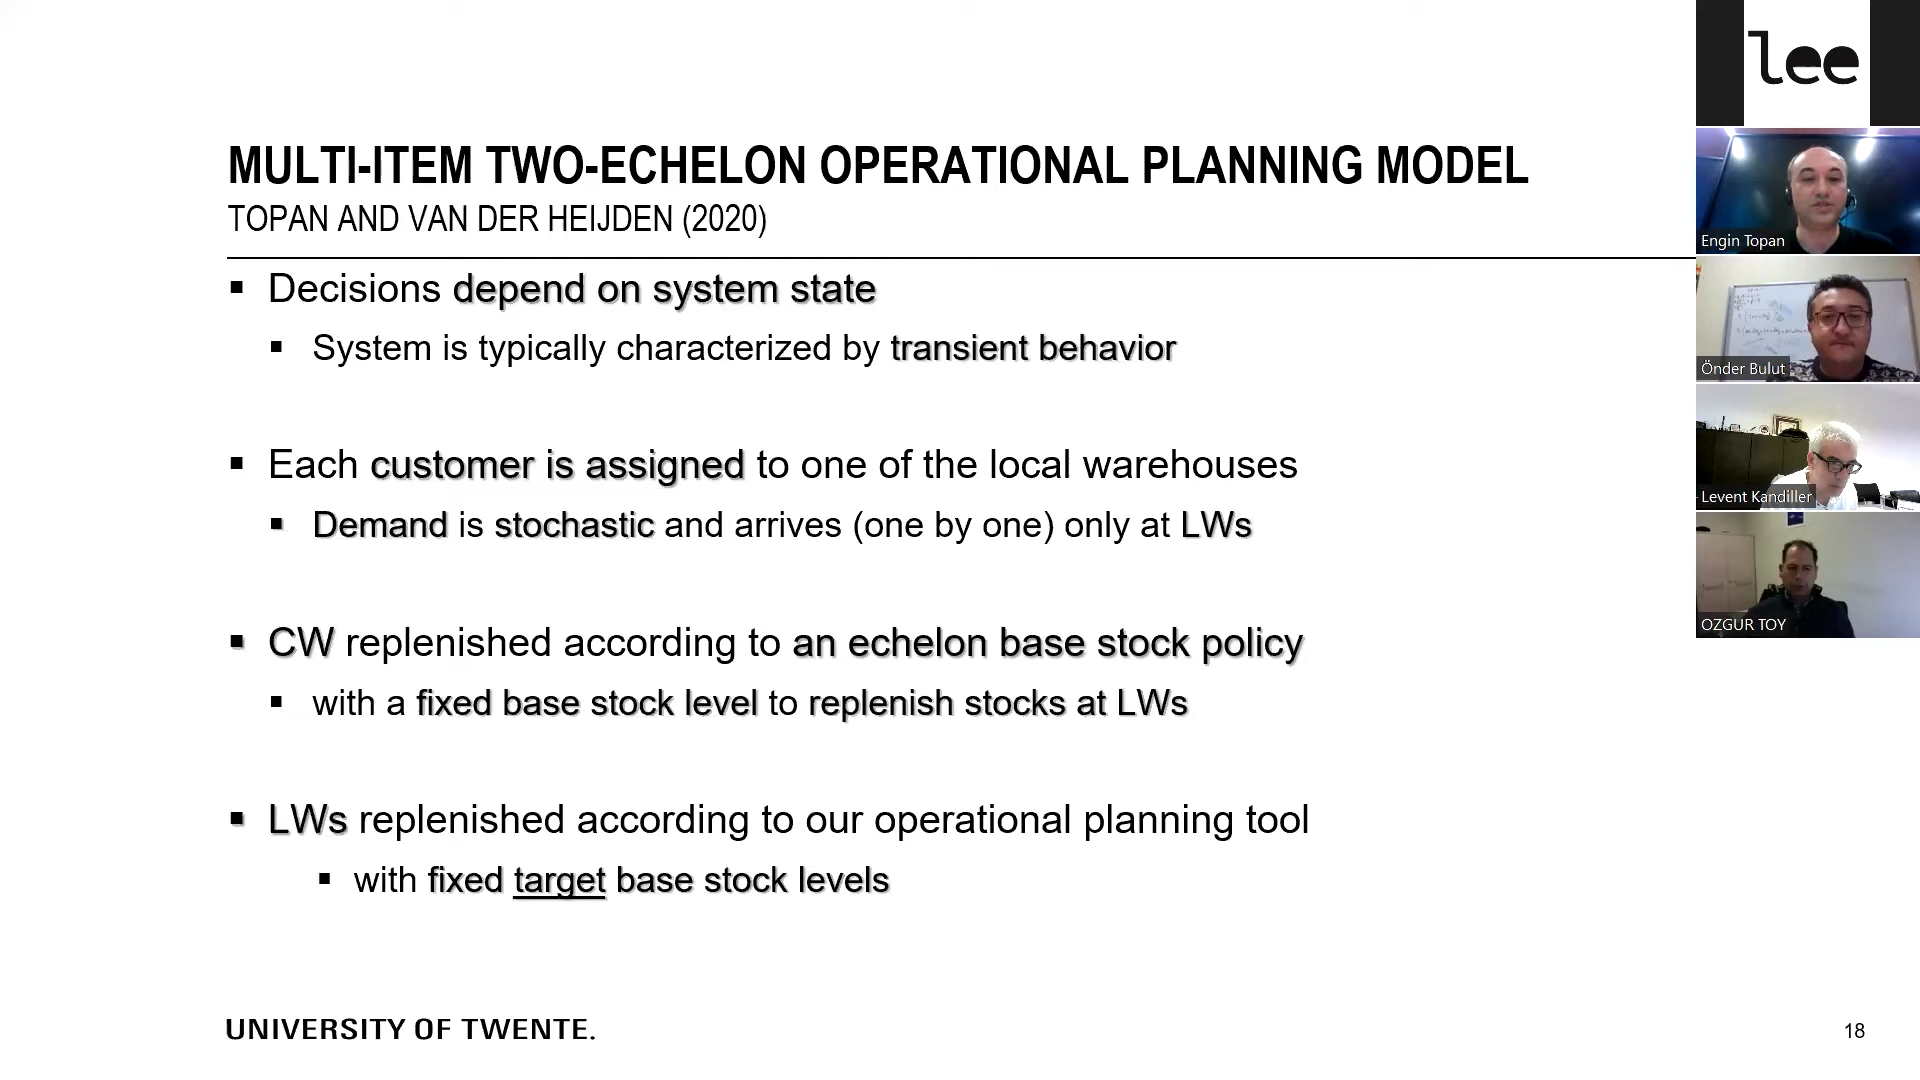 MULTI-ITEM TWO-ECHELON OPERATIONAL PLANNING MODEL
TOPAN AND VAN DER HEIJDEN (2020)
▪ Decisions depend on system state
▪ System is typically characterized by transient behavior
▪ Each customer is assigned to one of the local warehouses
▪ Demand is stochastic and arrives (one by one) only at LWs
▪ CW replenished according to an echelon base stock policy
▪ with a fixed base stock level to replenish stocks at LWs
▪ LWs replenished according to our operational planning tool
▪ with fixed target base stock levels
UNIVERSITY OF TWENTE.
18
lee
Engin Topan
Önder Bulut
Levent Kandiller
OZGUR TOY